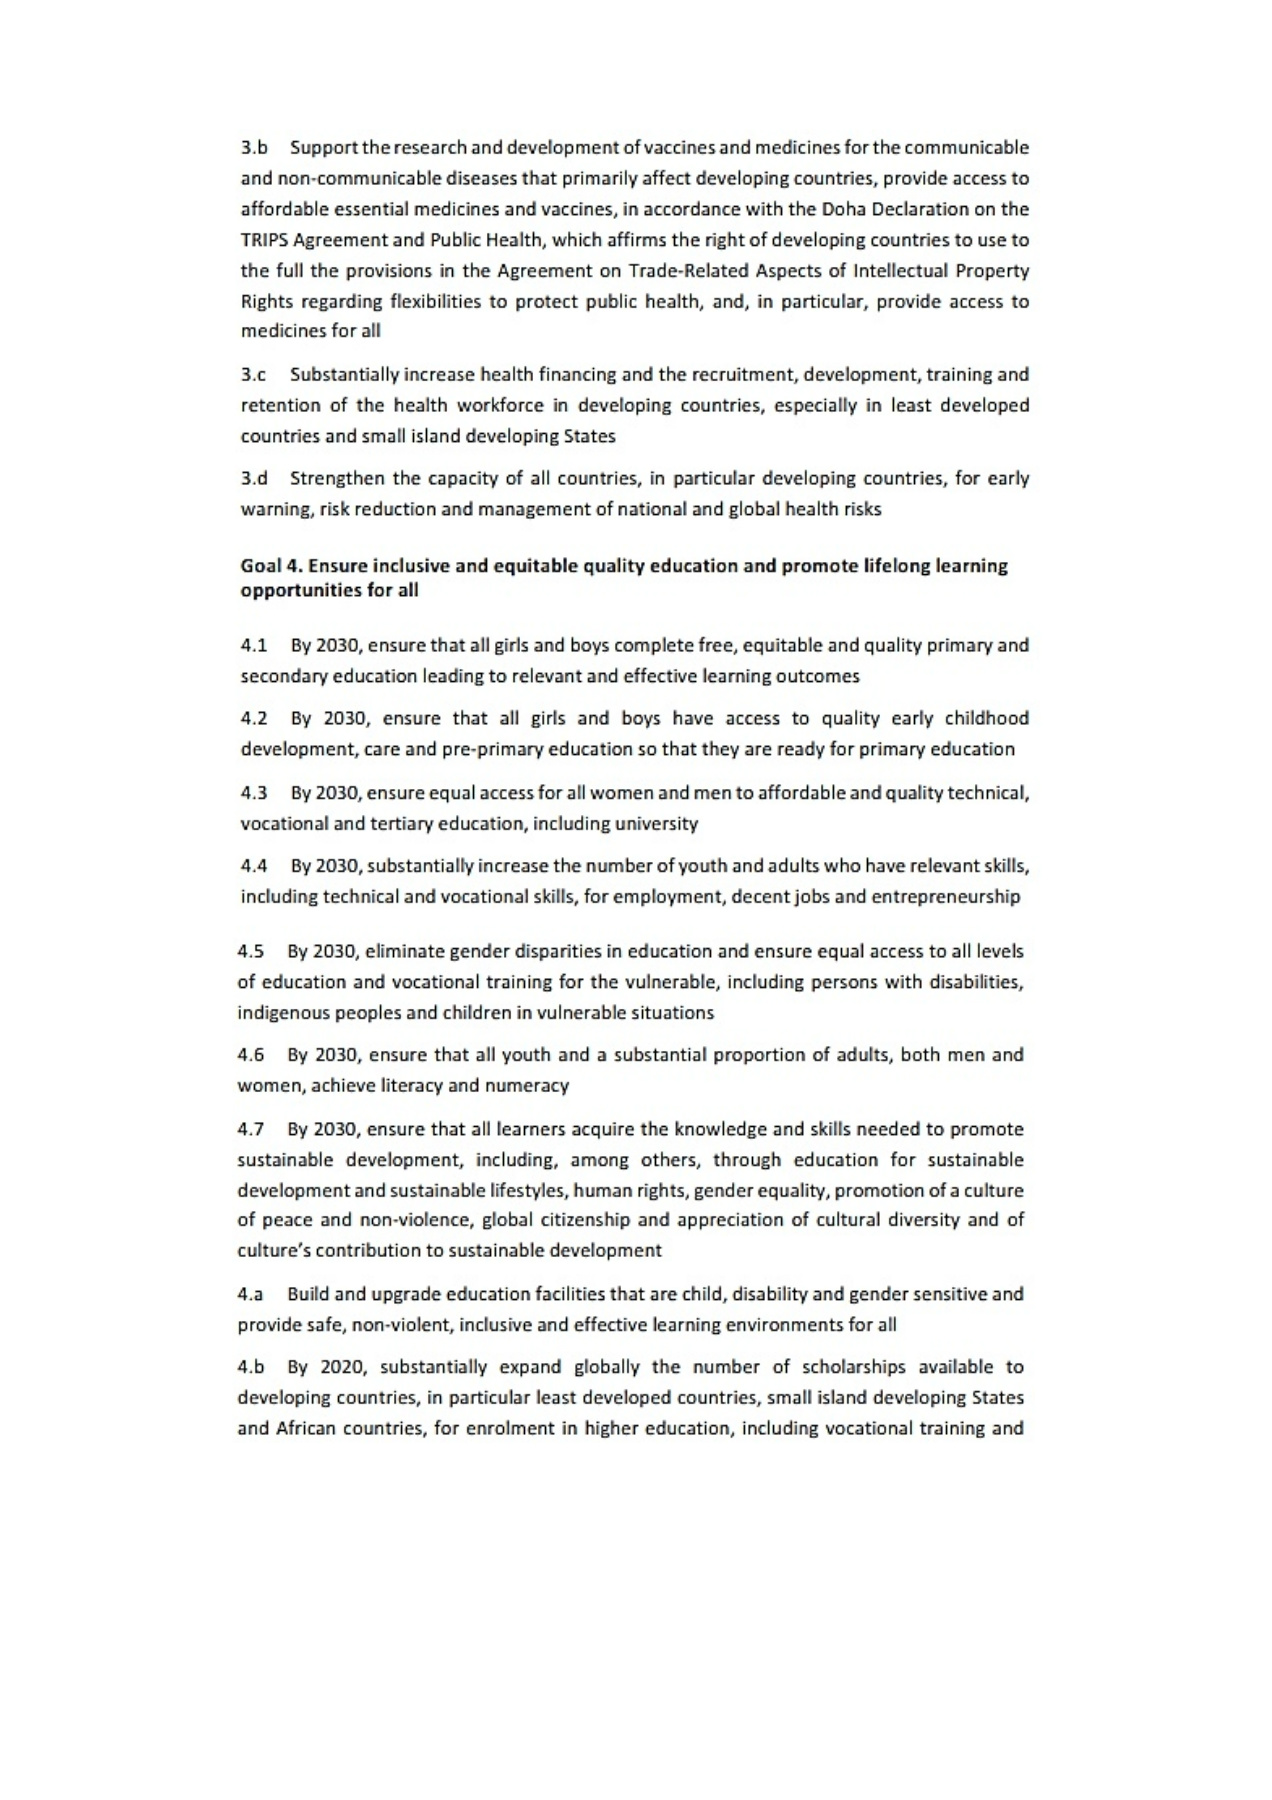 3.b Support the research and development of vaccines and medicines for the communicable
and non-communicable diseases that primarily affect developing countries, provide access to
affordable essential medicines and vaccines, in accordance with the Doha Declaration on the
TRIPS Agreement and Public Health, which affirms the right of developing countries to use to
the full the provisions in the Agreement on Trade-Related Aspects of Intellectual Property
Rights regarding flexibilities to protect public health, and, in particular, provide access to
medicines for all
3.c Substantially increase health financing and the recruitment, development, training and
retention of the health workforce in developing countries, especially in least developed
countries and small island developing States
3.d Strengthen the capacity of all countries, in particular developing countries, for early
warning, risk reduction and management of national and global health risks
Goal 4. Ensure inclusive and equitable quality education and promote lifelong learning
opportunities for all
4.1 By 2030, ensure that all girls and boys complete free, equitable and quality primary and
secondary education leading to relevant and effective learning outcomes
4.2 By 2030, ensure that all girls and boys have access to quality early childhood
development, care and pre-primary education so that they are ready for primary education
4.3 By 2030, ensure equal access for all women and men to affordable and quality technical,
vocational and tertiary education, including university
4.4 By 2030, substantially increase the number of youth and adults who have relevant skills,
including technical and vocational skills, for employment, decent jobs and entrepreneurship
4.5 By 2030, eliminate gender disparities in education and ensure equal access to all levels
of education and vocational training for the vulnerable, including persons with disabilities,
indigenous peoples and children in vulnerable situations
4.6 By 2030, ensure that all youth and a substantial proportion of adults, both men and
women, achieve literacy and numeracy
4.7 By 2030, ensure that all learners acquire the knowledge and skills needed to promote
sustainable development, including, among others, through education for sustainable
development and sustainable lifestyles, human rights, gender equality, promotion of a culture
of peace and non-violence, global citizenship and appreciation of cultural diversity and of
culture's contribution to sustainable development
4.a Build and upgrade education facilities that are child, disability and gender sensitive and
provide safe, non-violent, inclusive and effective learning environments for all
4.b By 2020, substantially expand globally the number of scholarships available to
developing countries, in particular least developed countries, small island developing States
and African countries, for enrolment in higher education, including vocational training and